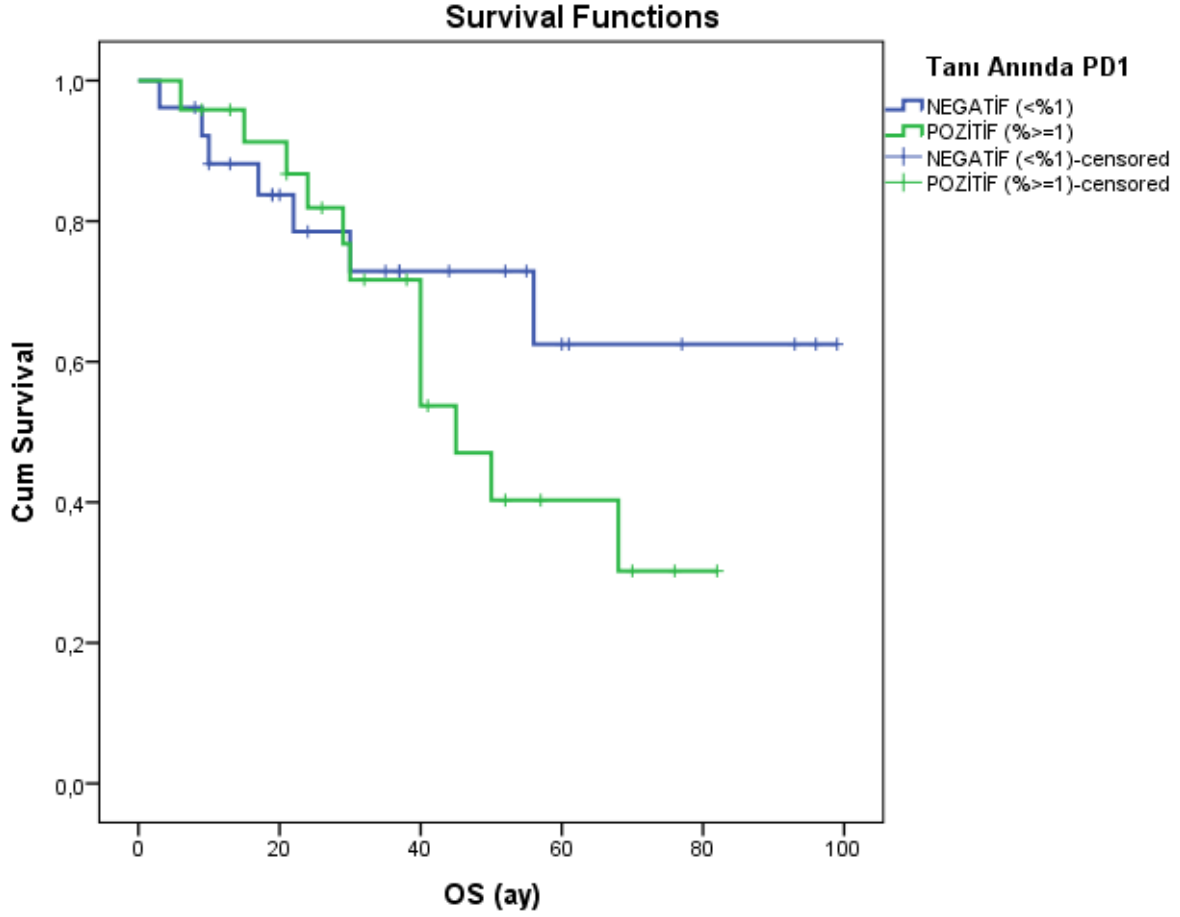 Survival Functions
Tanı Anında PD1
NEGATİF (<%1)
POZİTİF (%>=1)
NEGATİF (<%1)-censored
POZİTİF (%>=1)-censored
Cum Survival
1,0
0,8
0,6
0,4
0,2
0,0
0 20 40 60 80 100
OS (ay)